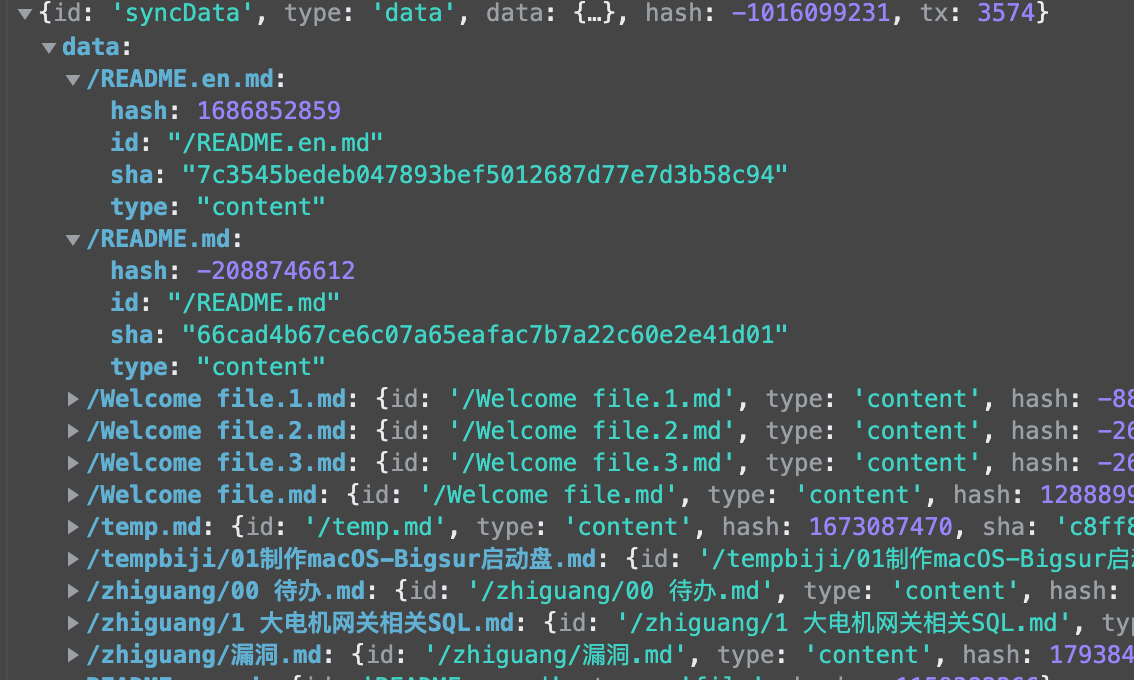 ▼{id: 'syncData', type: 'data', data: {…}, hash: -1016099231, tx: 3574}
▼data:
▼/README.en.md:
hash: 1686852859
id: "/README.en.md"
sha: "7c3545bedeb047893bef5012687d77e7d3b58c94"
type: "content"
▼/README.md:
hash: -2088746612
id: "/README.md"
sha: "66cad4b67ce6c07a65eafac7b7a22c60e2e41d01"
type: "content"
▶/Welcome file.1.md: {id: '/Welcome file.1.md', type: 'content', hash: -88
▶/Welcome file.2.md: {id: '/Welcome file.2.md', type: 'content', hash: -26
▶/Welcome file.3.md: {id: '/Welcome file.3.md', type: 'content', hash: -26
▶/Welcome file.md: {id: '/Welcome file.md', type: 'content', hash: 1288899
▶/temp.md: {id: '/temp.md', type: 'content', hash: 1673087470, sha: 'c8ff8
▶/tempbiji/01制作macOS-Bigsur启动盘.md: {id: '/tempbiji/01制作macOS-Bigsur启
▶/zhiguang/00 待办.md: {id: '/zhiguang/00 待办.md', type: 'content', hash:
▶/zhiguang/1 大电机网关相关SQL.md: {id: '/zhiguang/1 大电机网关相关SQL.md', typ
▶/zhiguang/漏洞.md: {id: '/zhiguang/漏洞.md', type: 'content', hash: 179384